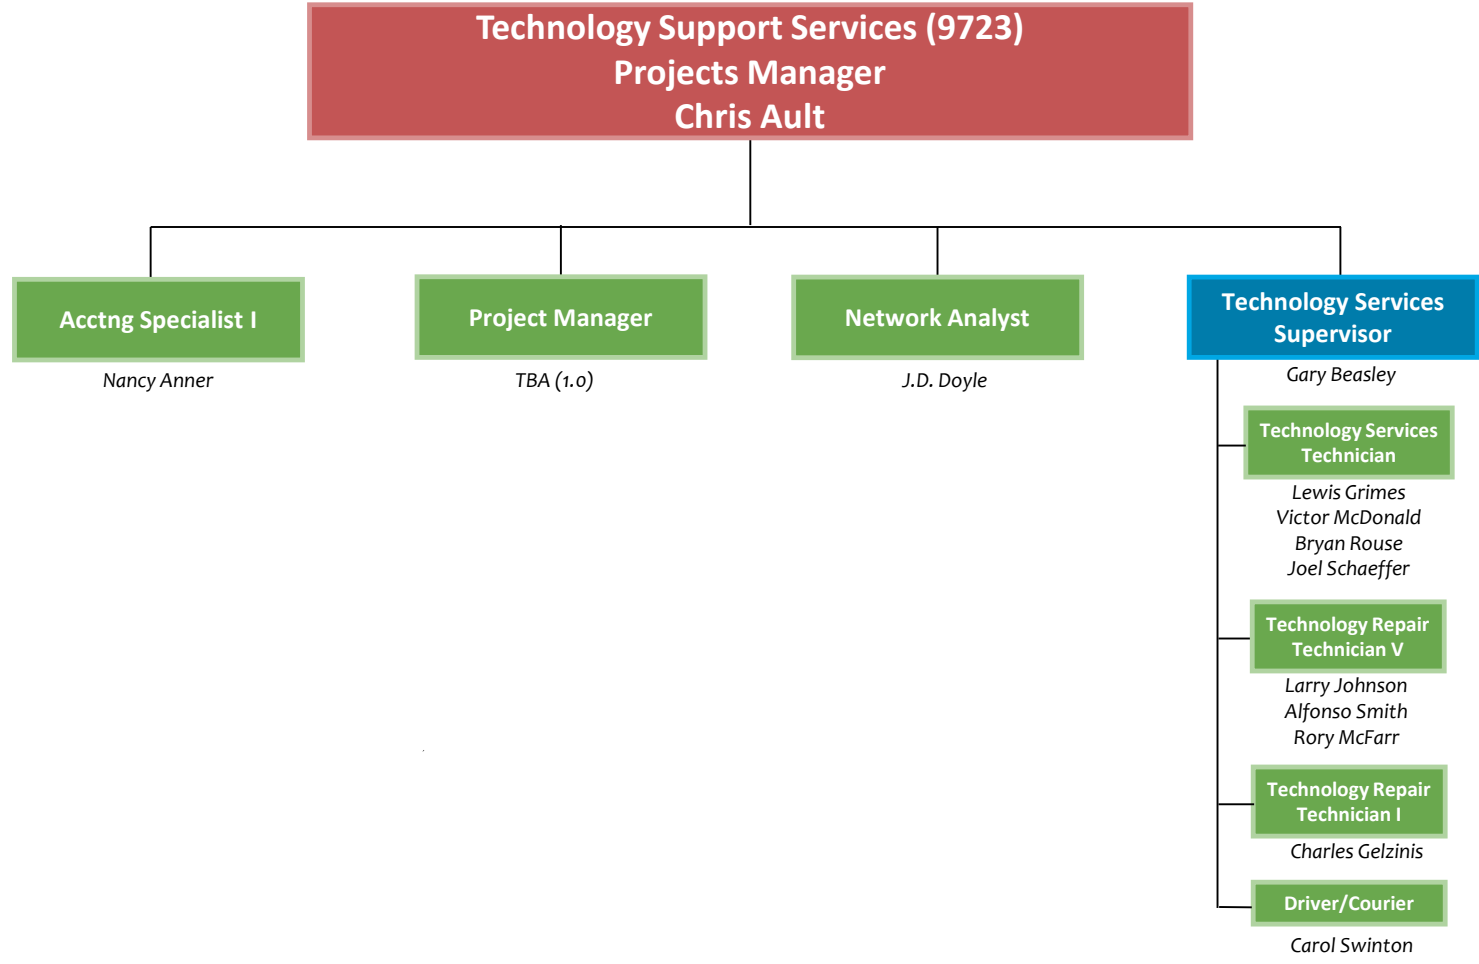 Technology Support Services (9723)
Projects Manager
Chris Ault
Acctng Specialist I
Nancy Anner
Project Manager
TBA (1.0)
Network Analyst
J.D. Doyle
Technology Services
Supervisor
Gary Beasley
Technology Services
Technician
Lewis Grimes
Victor McDonald
Bryan Rouse
Joel Schaeffer
Technology Repair
Technician V
Larry Johnson
Alfonso Smith
Rory McFarr
Technology Repair
Technician I
Charles Gelzinis
Driver/Courier
Carol Swinton